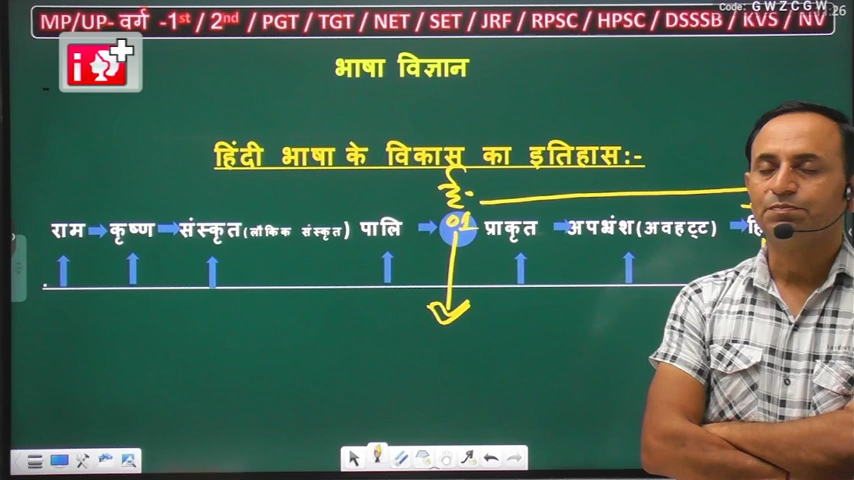 Code: GWZCGW
MP/UP- वर्ग -1st / 2nd / PGT / TGT / NET / SET / JRF / RPSC / HPSC / DSSSB / KVS / NV
भाषा विज्ञान
हिंदी भाषा के विकास का इतिहास:-
ई.
राम कृष्ण संस्कृत(लौकिक संस्कृत) पालि 01 प्राकृत अपभ्रंश(अवहट्ट)